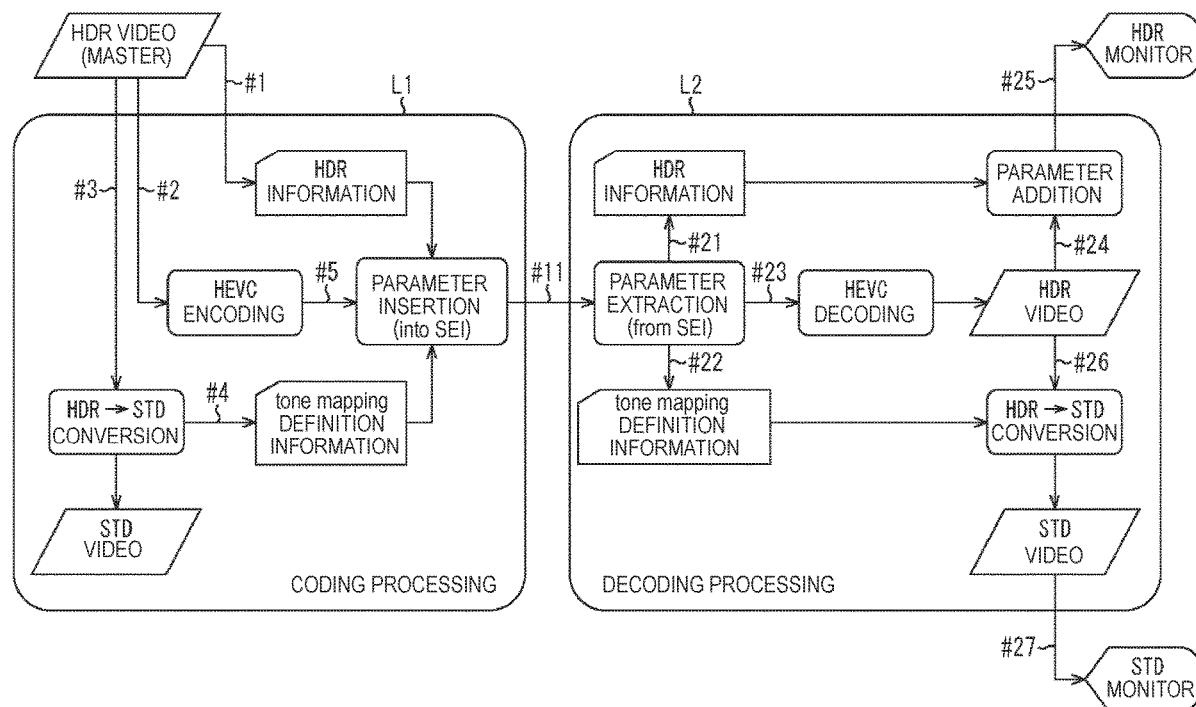 HDR VIDEO
(MASTER)
#1
L1
#3
#2
HDR
INFORMATION
HEVC
ENCODING
#5
PARAMETER
INSERTION
(into SEI)
#11
HDR → STD
CONVERSION
#4
tone mapping
DEFINITION
INFORMATION
STD
VIDEO
CODING PROCESSING
L2
HDR
INFORMATION
#21
PARAMETER
EXTRACTION
(from SEI)
#23
HEVC
DECODING
#22
tone mapping
DEFINITION
INFORMATION
HDR
MONITOR
#25
PARAMETER
ADDITION
#24
HDR
VIDEO
#26
HDR → STD
CONVERSION
STD
VIDEO
DECODING PROCESSING
#27
STD
MONITOR